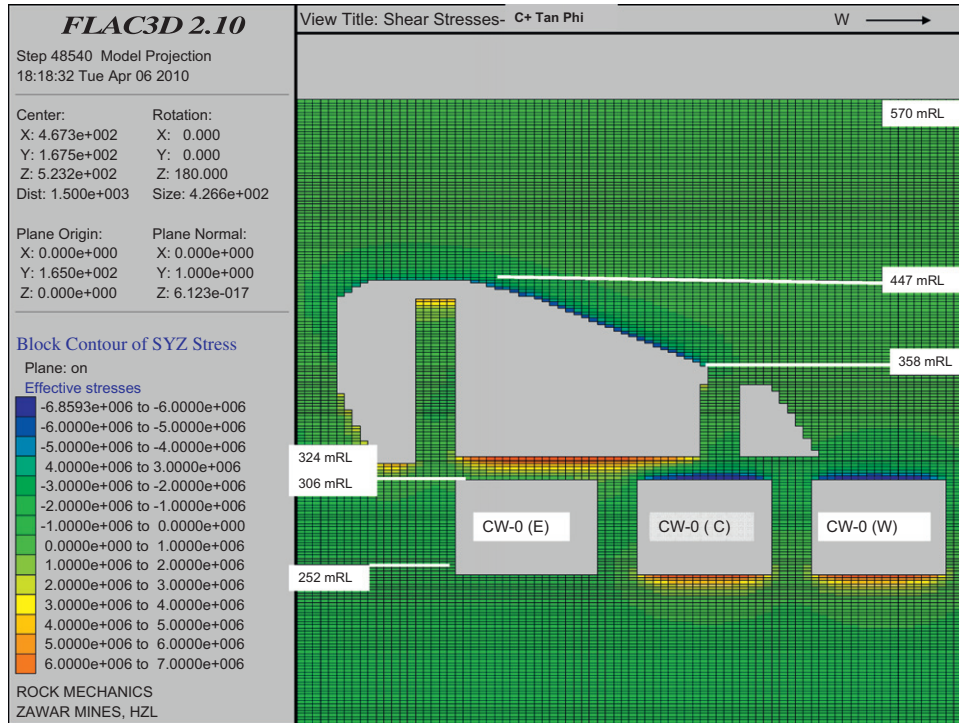 FLAC3D 2.10
Step 48540 Model Projection
18:18:32 Tue Apr 06 2010
Center: Rotation:
X: 4.673e+002 X: 0.000
Y: 1.675e+002 Y: 0.000
Z: 5.232e+002 Z: 180.000
Dist: 1.500e+003 Size: 4.266e+002
Plane Origin: Plane Normal:
X: 0.000e+000 X: 0.000e+000
Y: 1.650e+002 Y: 1.000e+000
Z: 0.000e+000 Z: 6.123e-017
Block Contour of SYZ Stress
Plane: on
Effective stresses
-6.8593e+006 to -6.0000e+006
-6.0000e+006 to -5.0000e+006
-5.0000e+006 to -4.0000e+006
4.0000e+006 to 3.0000e+006
-3.0000e+006 to -2.0000e+006
-2.0000e+006 to -1.0000e+006
-1.0000e+006 to 0.0000e+000
0.0000e+000 to 1.0000e+006
1.0000e+006 to 2.0000e+006
2.0000e+006 to 3.0000e+006
3.0000e+006 to 4.0000e+006
4.0000e+006 to 5.0000e+006
5.0000e+006 to 6.0000e+006
6.0000e+006 to 7.0000e+006
ROCK MECHANICS
ZAWAR MINES, HZL
View Title: Shear Stresses- C+ Tan Phi W
570 mRL
447 mRL
358 mRL
324 mRL
306 mRL
CW-0 (E) CW-0 ( C) CW-0 (W)
252 mRL